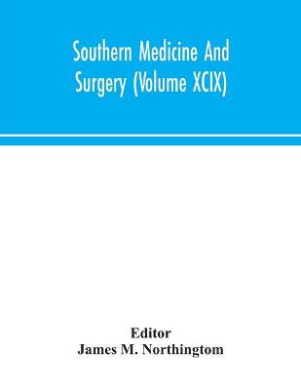 Southern Medicine And
Surgery (Volume XCIX)
Editor
James M. Northingtom